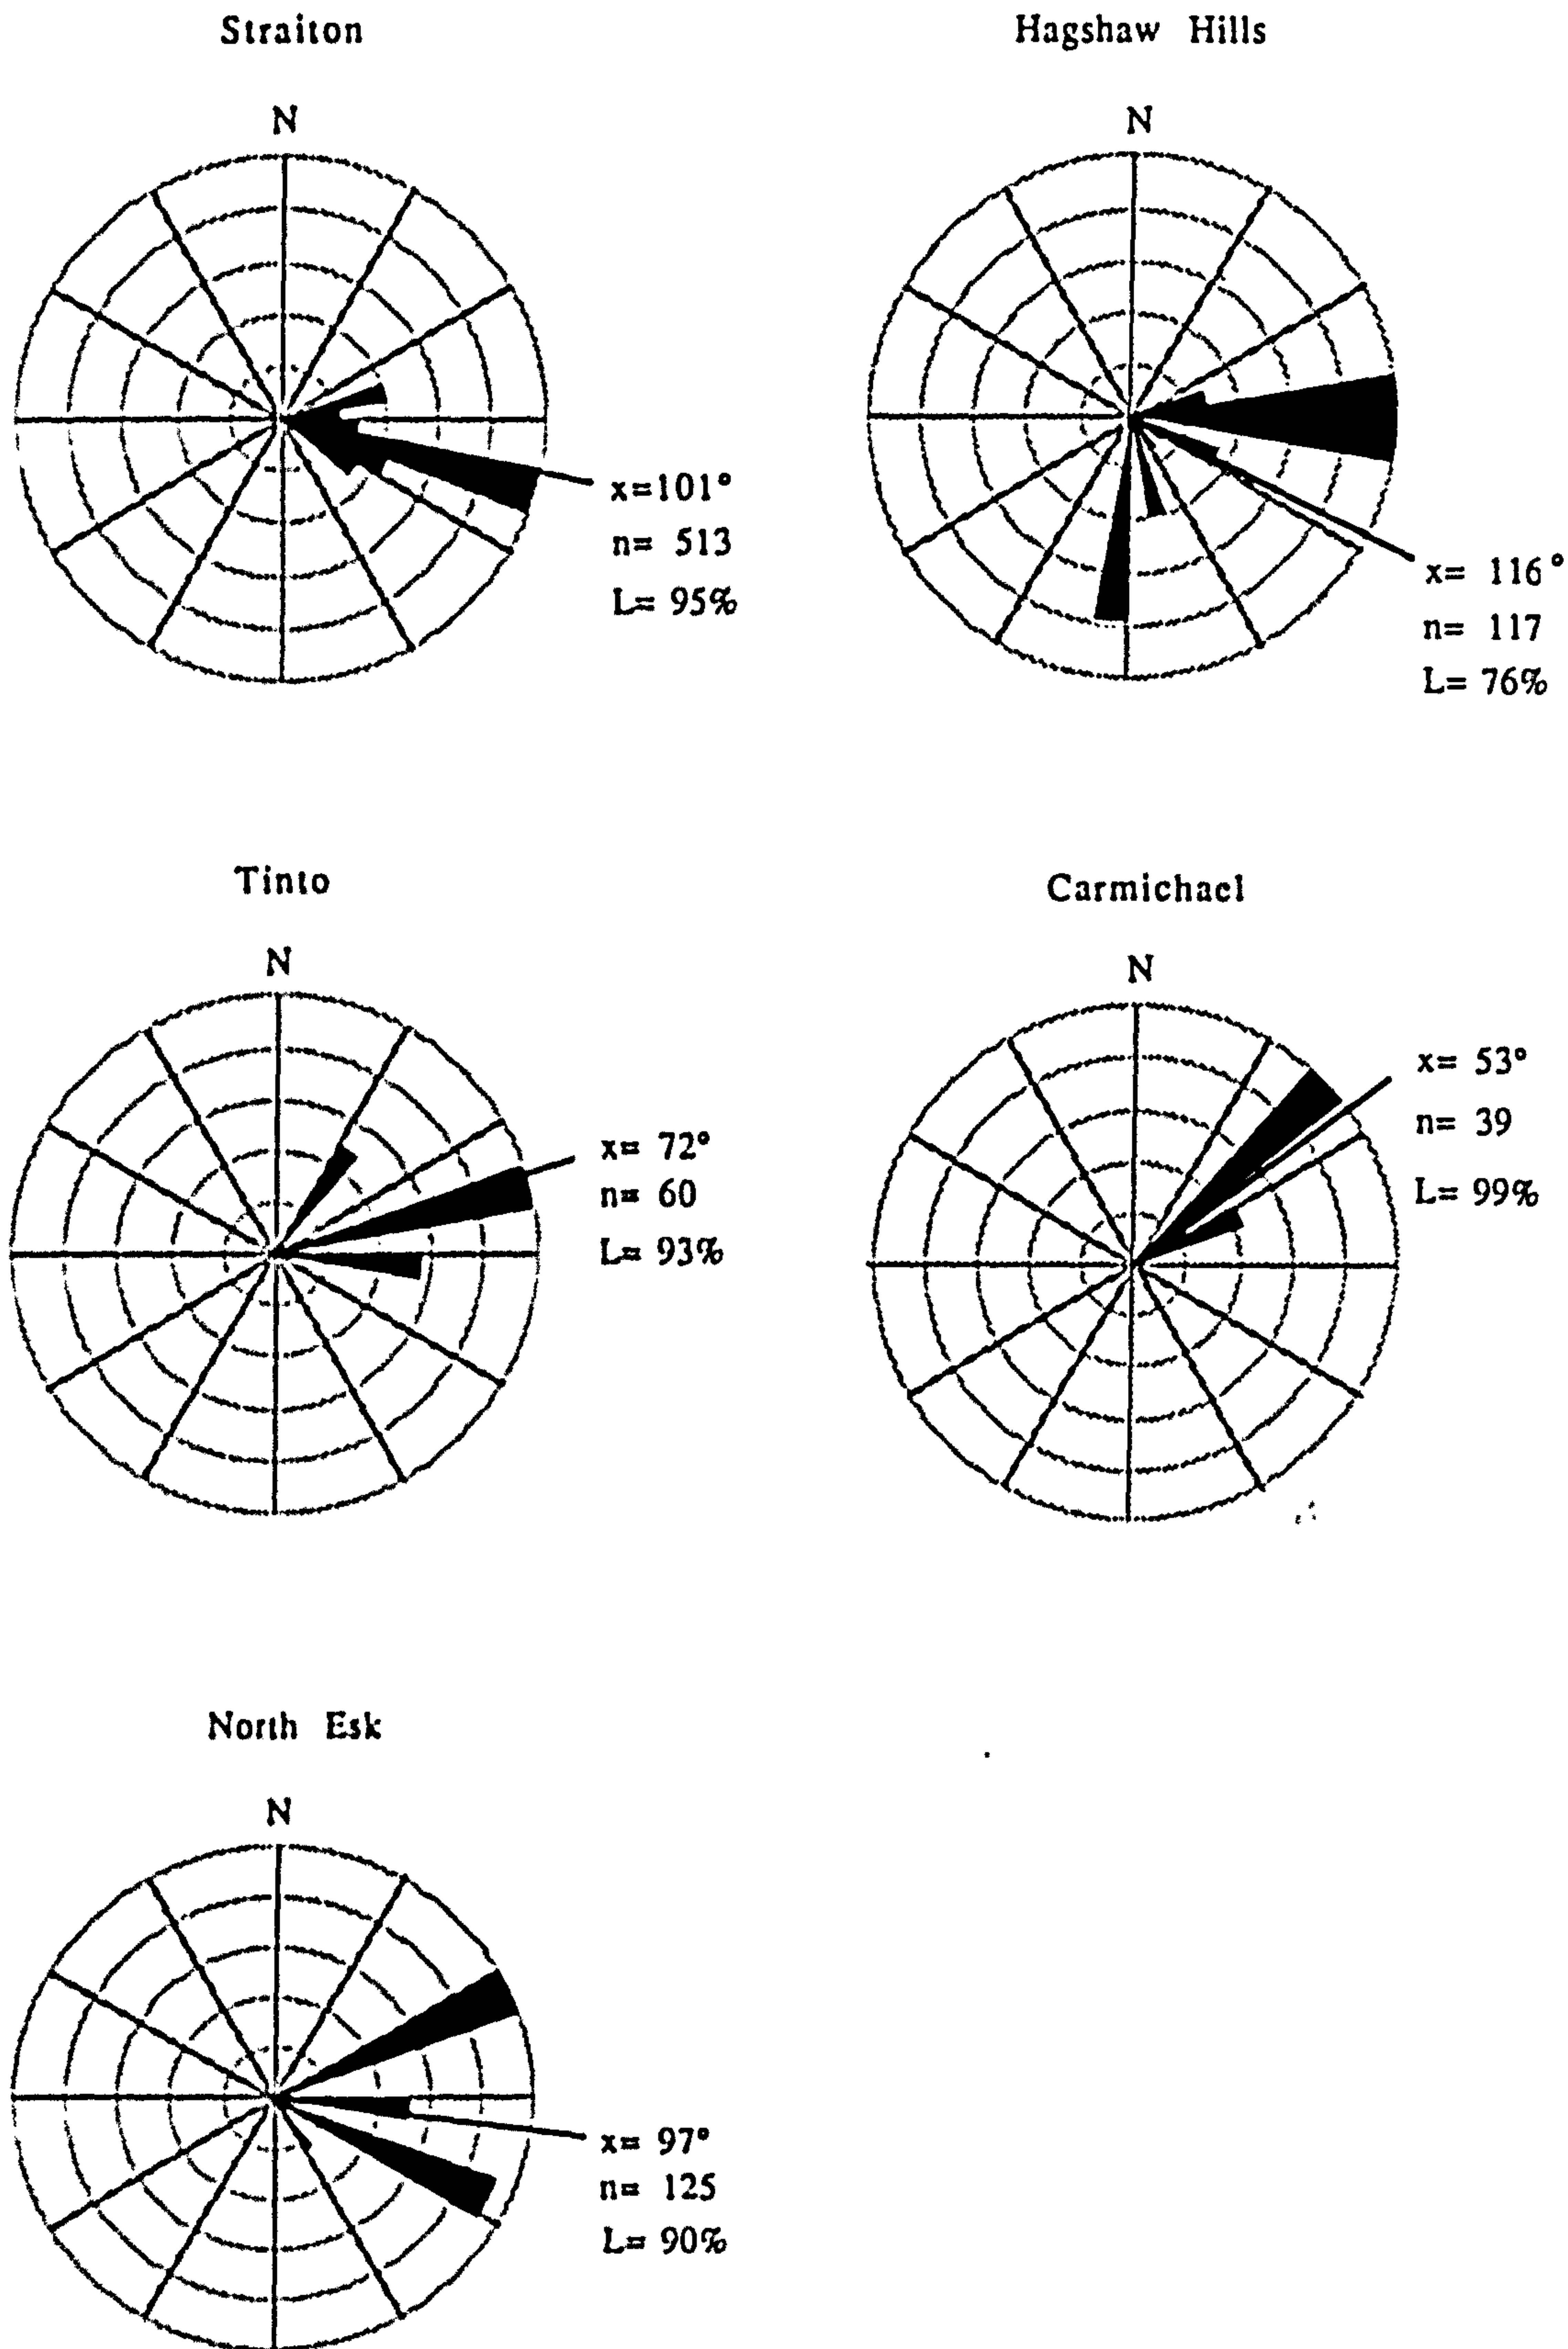 Straiton
N
x=101°
n= 513
L= 95%
Hagshaw Hills
N
x= 116°
n= 117
L= 76%
Tinto
N
x= 72°
n= 60
L= 93%
Carmichael
N
x= 53°
n= 39
L= 99%
North Esk
N
x= 97°
n= 125
L= 90%